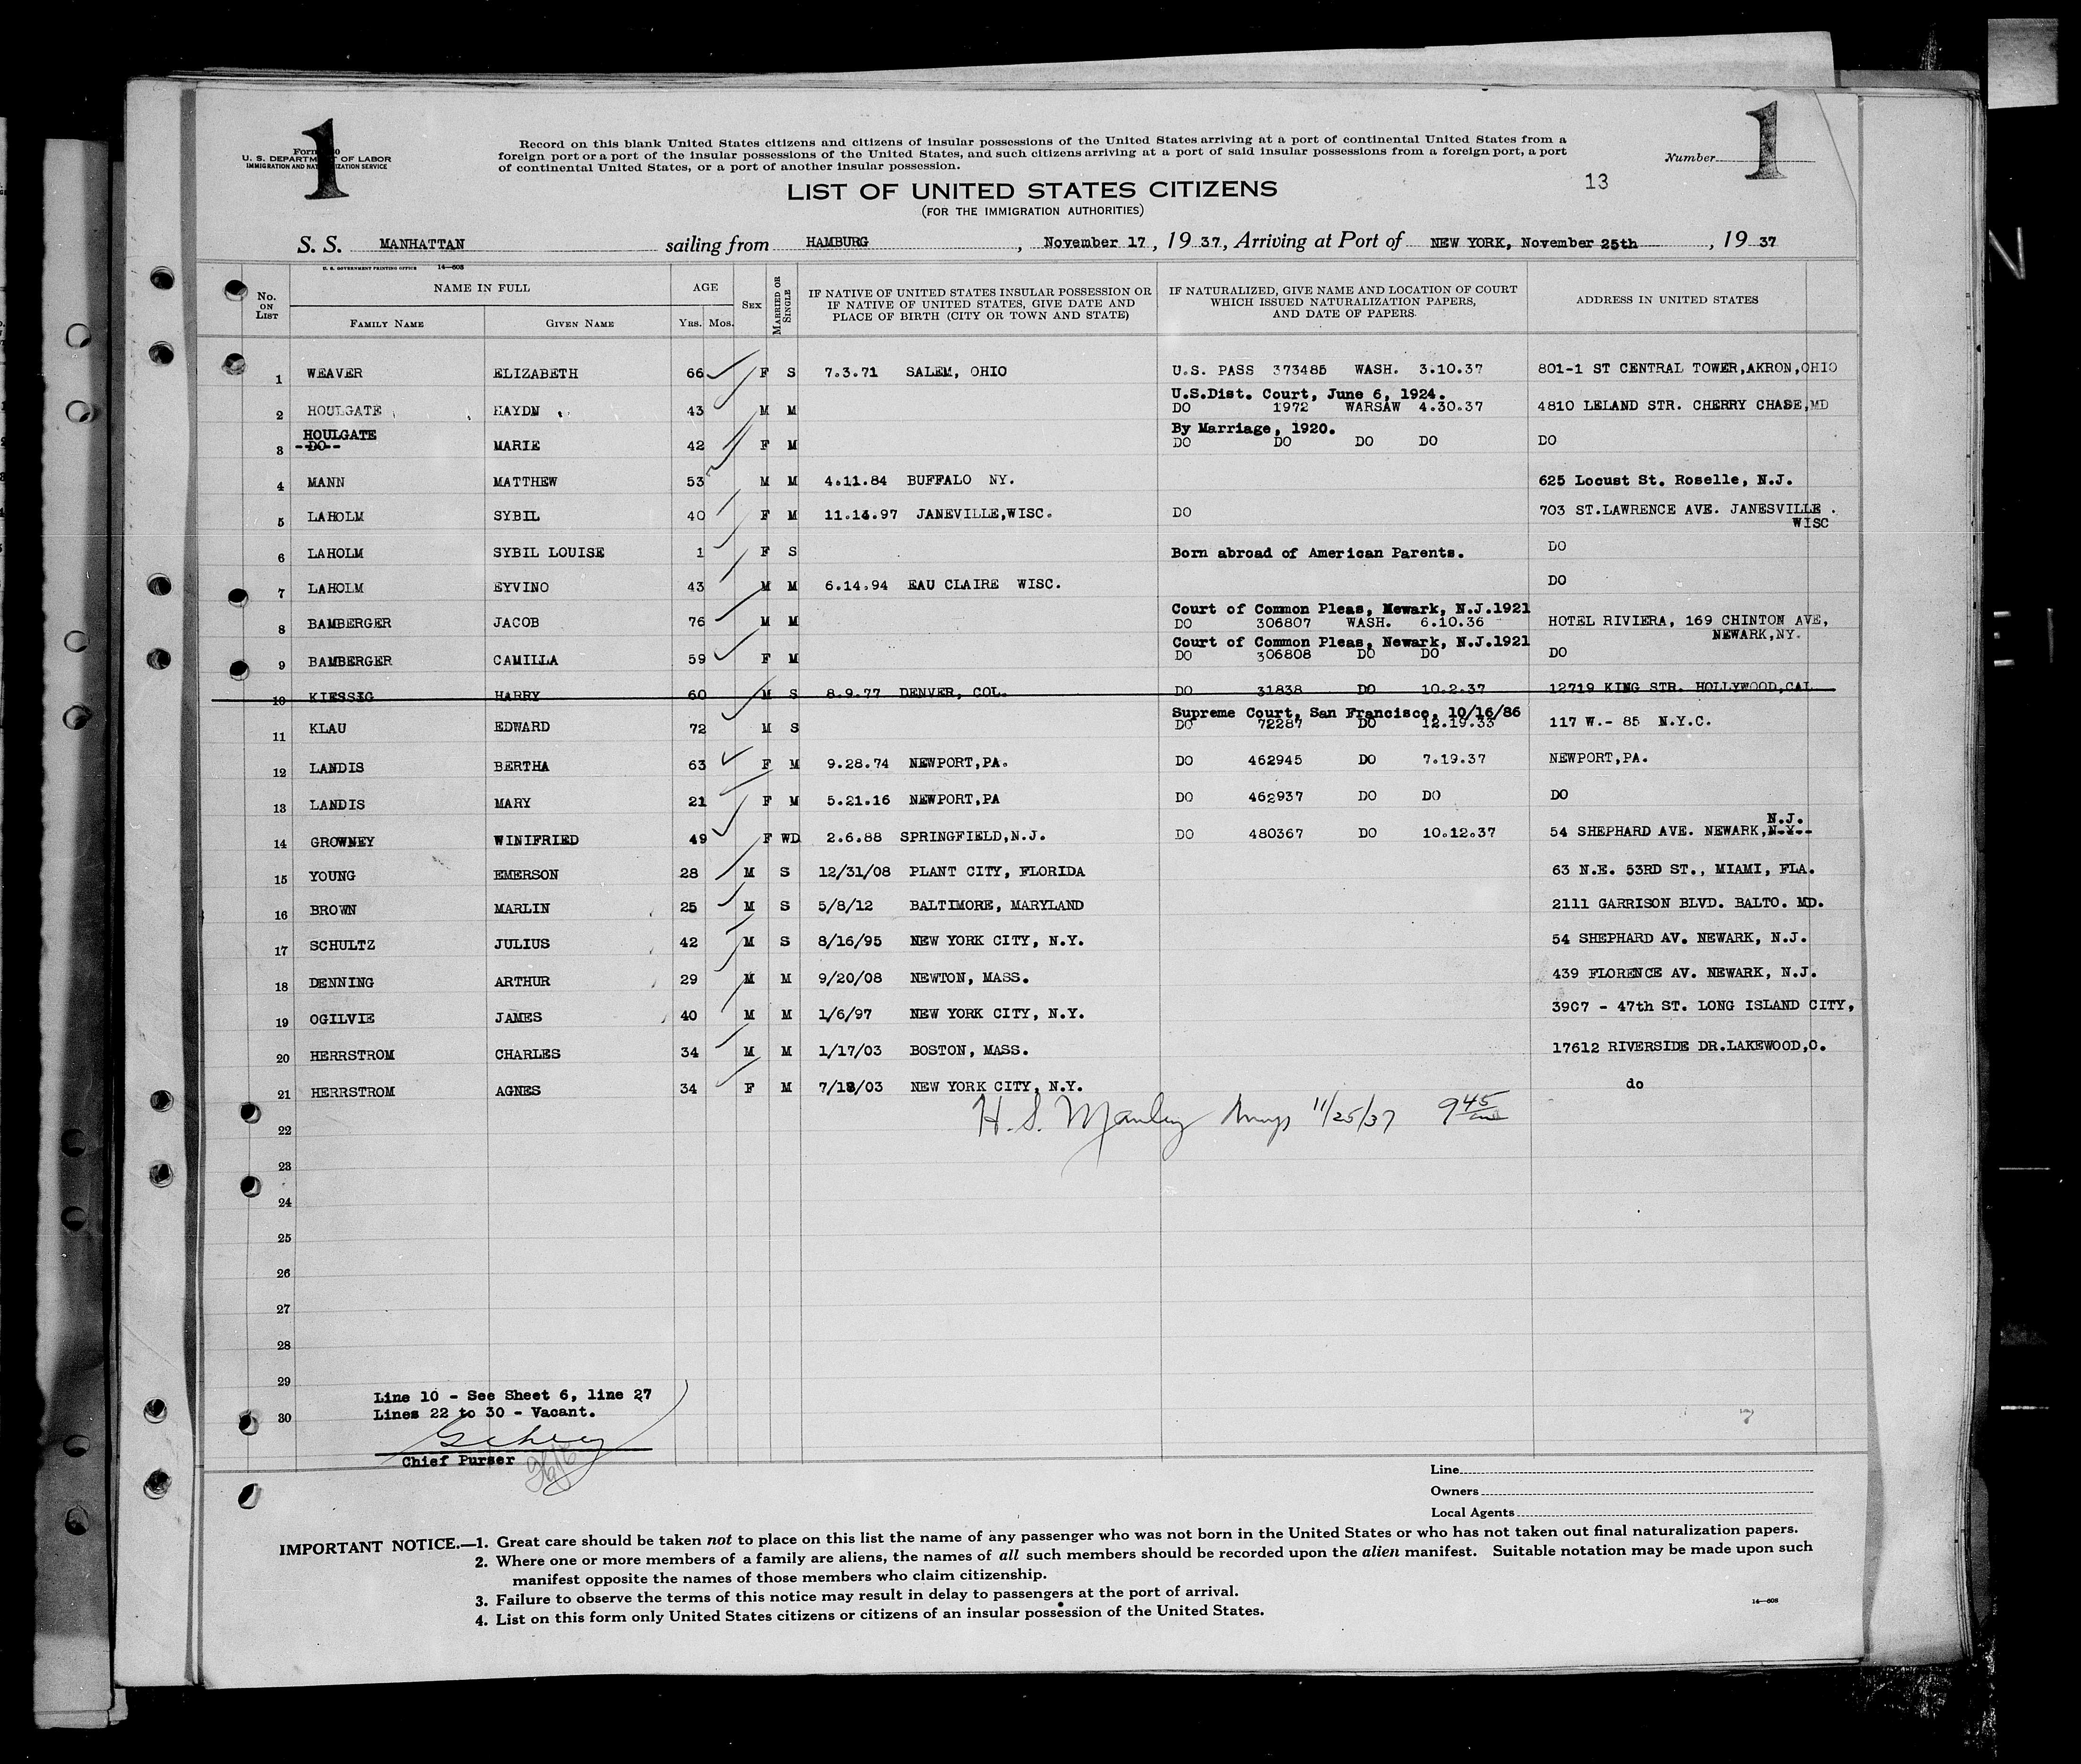 1
1
Form
U. S. DEPARTMENT OF LABOR
IMMIGRATION AND NATURALIZATION SERVICE
Record on this blank United States citizens and citizens of insular possessions of the United States arriving at a port of continental United States from a
foreign port or a port of the insular possessions of the United States, and such citizens arriving at a port of said insular possessions from a foreign port, a port
of continental United States, or a port of another insular possession.
Number
13
LIST OF UNITED STATES CITIZENS
(FOR THE IMMIGRATION AUTHORITIES)
S. S. MANHATTAN sailing from HAMBURG, November 17, 1937, Arriving at Port of NEW YORK, November 25th, 1937
U. S. GOVERNMENT PRINTING OFFICE 14—608
No. ON LIST NAME IN FULL AGE SEX MARRIED OR SINGLE IF NATIVE OF UNITED STATES INSULAR POSSESSION OR IF NATIVE OF UNITED STATES, GIVE DATE AND PLACE OF BIRTH (CITY OR TOWN AND STATE) IF NATURALIZED, GIVE NAME AND LOCATION OF COURT WHICH ISSUED NATURALIZATION PAPERS, AND DATE OF PAPERS. ADDRESS IN UNITED STATES
FAMILY NAME GIVEN NAME YRS. MOS.
1 WEAVER ELIZABETH 66 F S 7.3.71 SALEM, OHIO U.S. PASS 373485 WASH. 3.10.37 801-1 ST CENTRAL TOWER,AKRON,OHIO
U.S.Dist. Court, June 6, 1924.
2 HOULGATE HAYDN 43 M M DO 1972 WARSAW 4.30.37 4810 LELAND STR. CHERRY CHASE,MD
HOULGATE By Marriage, 1920.
3 --DO-- MARIE 42 F M DO DO DO DO DO
4 MANN MATTHEW 53 M M 4.11.84 BUFFALO NY. 625 Locust St. Roselle, N.J.
5 LAHOLM SYBIL 40 F M 11.14.97 JANEVILLE,WISC. DO 703 ST.LAWRENCE AVE. JANESVILLE .
WISC
6 LAHOLM SYBIL LOUISE 1 F S Born abroad of American Parents. DO
7 LAHOLM EYVINO 43 M M 6.14.94 EAU CLAIRE WISC. DO
Court of Common Pleas, Newark, N.J.1921
8 BAMBERGER JACOB 76 M M DO 306807 WASH. 6.10.36 HOTEL RIVIERA, 169 CHINTON AVE,
NEWARK,NY.
Court of Common Pleas, Newark, N.J.1921
9 BAMBERGER CAMILLA 59 F M DO 306808 DO DO DO
10 KIESSIG HARRY 60 M S 8.9.77 DENVER, COL. DO 31838 DO 10.2.37 12719 KING STR. HOLLYWOOD,CAL
Supreme Court, San Francisco, 10/16/86
11 KLAU EDWARD 72 M S DO 72287 DO 12.19.33 117 W.- 85 N.Y.C.
12 LANDIS BERTHA 63 F M 9.28.74 NEWPORT,PA. DO 462945 DO 7.19.37 NEWPORT,PA.
13 LANDIS MARY 21 F M 5.21.16 NEWPORT,PA DO 462937 DO DO DO
N.J.
14 GROWNEY WINIFRIED 49 F WD 2.6.88 SPRINGFIELD,N.J. DO 480367 DO 10.12.37 54 SHEPHARD AVE. NEWARK,N.Y.
15 YOUNG EMERSON 28 M S 12/31/08 PLANT CITY, FLORIDA 63 N.E. 53RD ST., MIAMI, FLA.
16 BROWN MARLIN 25 M S 5/8/12 BALTIMORE, MARYLAND 2111 GARRISON BLVD. BALTO. MD.
17 SCHULTZ JULIUS 42 M S 8/16/95 NEW YORK CITY, N.Y. 54 SHEPHARD AV. NEWARK, N.J.
18 DENNING ARTHUR 29 M M 9/20/08 NEWTON, MASS. 439 FLORENCE AV. NEWARK, N.J.
19 OGILVIE JAMES 40 M M 1/6/97 NEW YORK CITY, N.Y. 3907 - 47th ST. LONG ISLAND CITY,
20 HERRSTROM CHARLES 34 M M 1/17/03 BOSTON, MASS. 17612 RIVERSIDE DR.LAKEWOOD,O.
21 HERRSTROM AGNES 34 F M 7/18/03 NEW YORK CITY, N.Y. do
22 H. S. Manley 11/25/37 9 45
23
24
25
26
27
28
29
Line 10 - See Sheet 6, line 27
30 Lines 22 to 30 - Vacant.
Chief Purser
Line
Owners
Local Agents
IMPORTANT NOTICE.—1. Great care should be taken not to place on this list the name of any passenger who was not born in the United States or who has not taken out final naturalization papers.
2. Where one or more members of a family are aliens, the names of all such members should be recorded upon the alien manifest. Suitable notation may be made upon such
manifest opposite the names of those members who claim citizenship.
3. Failure to observe the terms of this notice may result in delay to passengers at the port of arrival.
4. List on this form only United States citizens or citizens of an insular possession of the United States.
14—608